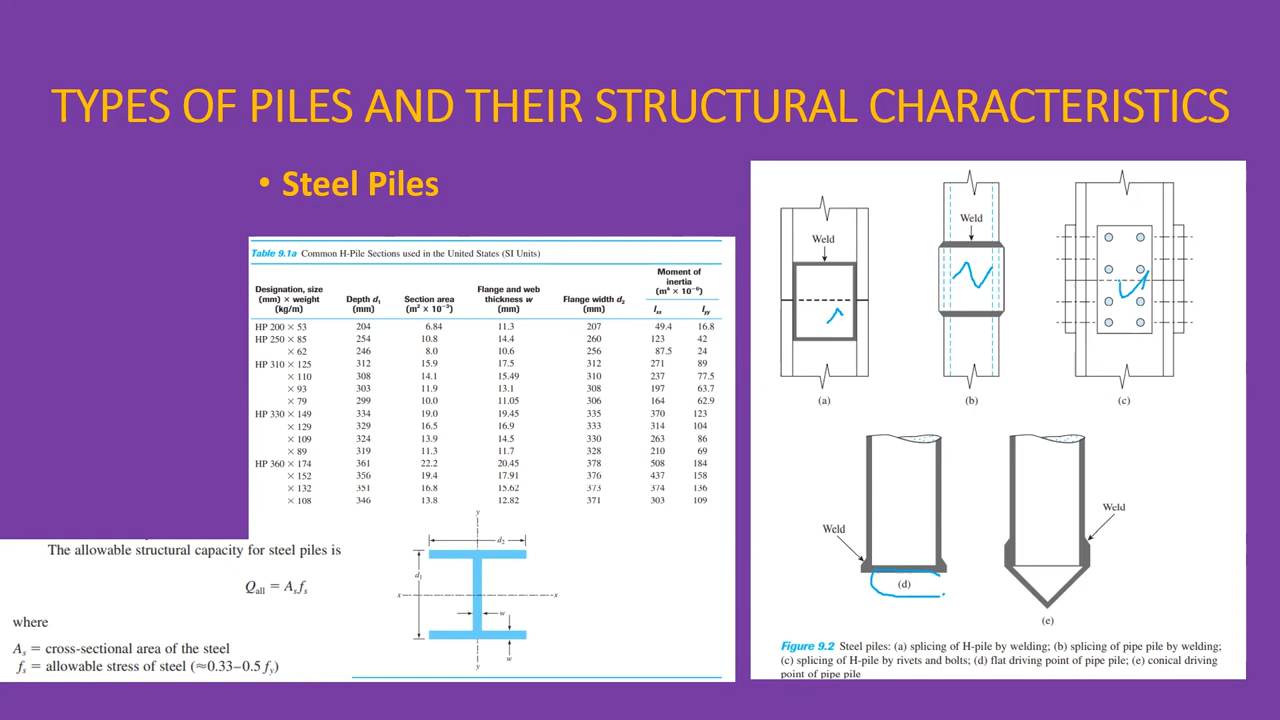 TYPES OF PILES AND THEIR STRUCTURAL CHARACTERISTICS
• Steel Piles
Table 9.1a Common H-Pile Sections used in the United States (SI Units)
Designation, size (mm) × weight (kg/m) | Depth d₁ (mm) | Section area (m² × 10⁻³) | Flange and web thickness w (mm) | Flange width d₂ (mm) | Moment of inertia (m⁴ × 10⁻⁶) Iₓₓ | Iᵧᵧ
HP 200 × 53 204 6.84 11.3 207 49.4 16.8
HP 250 × 85 254 10.8 14.4 260 123 42
× 62 246 8.0 10.6 256 87.5 24
HP 310 × 125 312 15.9 17.5 312 271 89
× 110 308 14.1 15.49 310 237 77.5
× 93 303 11.9 13.1 308 197 63.7
× 79 299 10.0 11.05 306 164 62.9
HP 330 × 149 334 19.0 19.45 335 370 123
× 129 329 16.5 16.9 333 314 104
× 109 324 13.9 14.5 330 263 86
× 89 319 11.3 11.7 328 210 69
HP 360 × 174 361 22.2 20.45 378 508 184
× 152 356 19.4 17.91 376 437 158
× 132 351 16.8 15.62 373 374 136
× 108 346 13.8 12.82 371 303 109
y
d₂
d₁
x x
w
w
y
The allowable structural capacity for steel piles is
Qall = Aₛfₛ
where
Aₛ = cross-sectional area of the steel
fₛ = allowable stress of steel (≈0.33–0.5 fᵧ)
Weld
Weld
(a) (b) (c)
Weld
Weld
(d)
(e)
Figure 9.2 Steel piles: (a) splicing of H-pile by welding; (b) splicing of pipe pile by welding;
(c) splicing of H-pile by rivets and bolts; (d) flat driving point of pipe pile; (e) conical driving
point of pipe pile